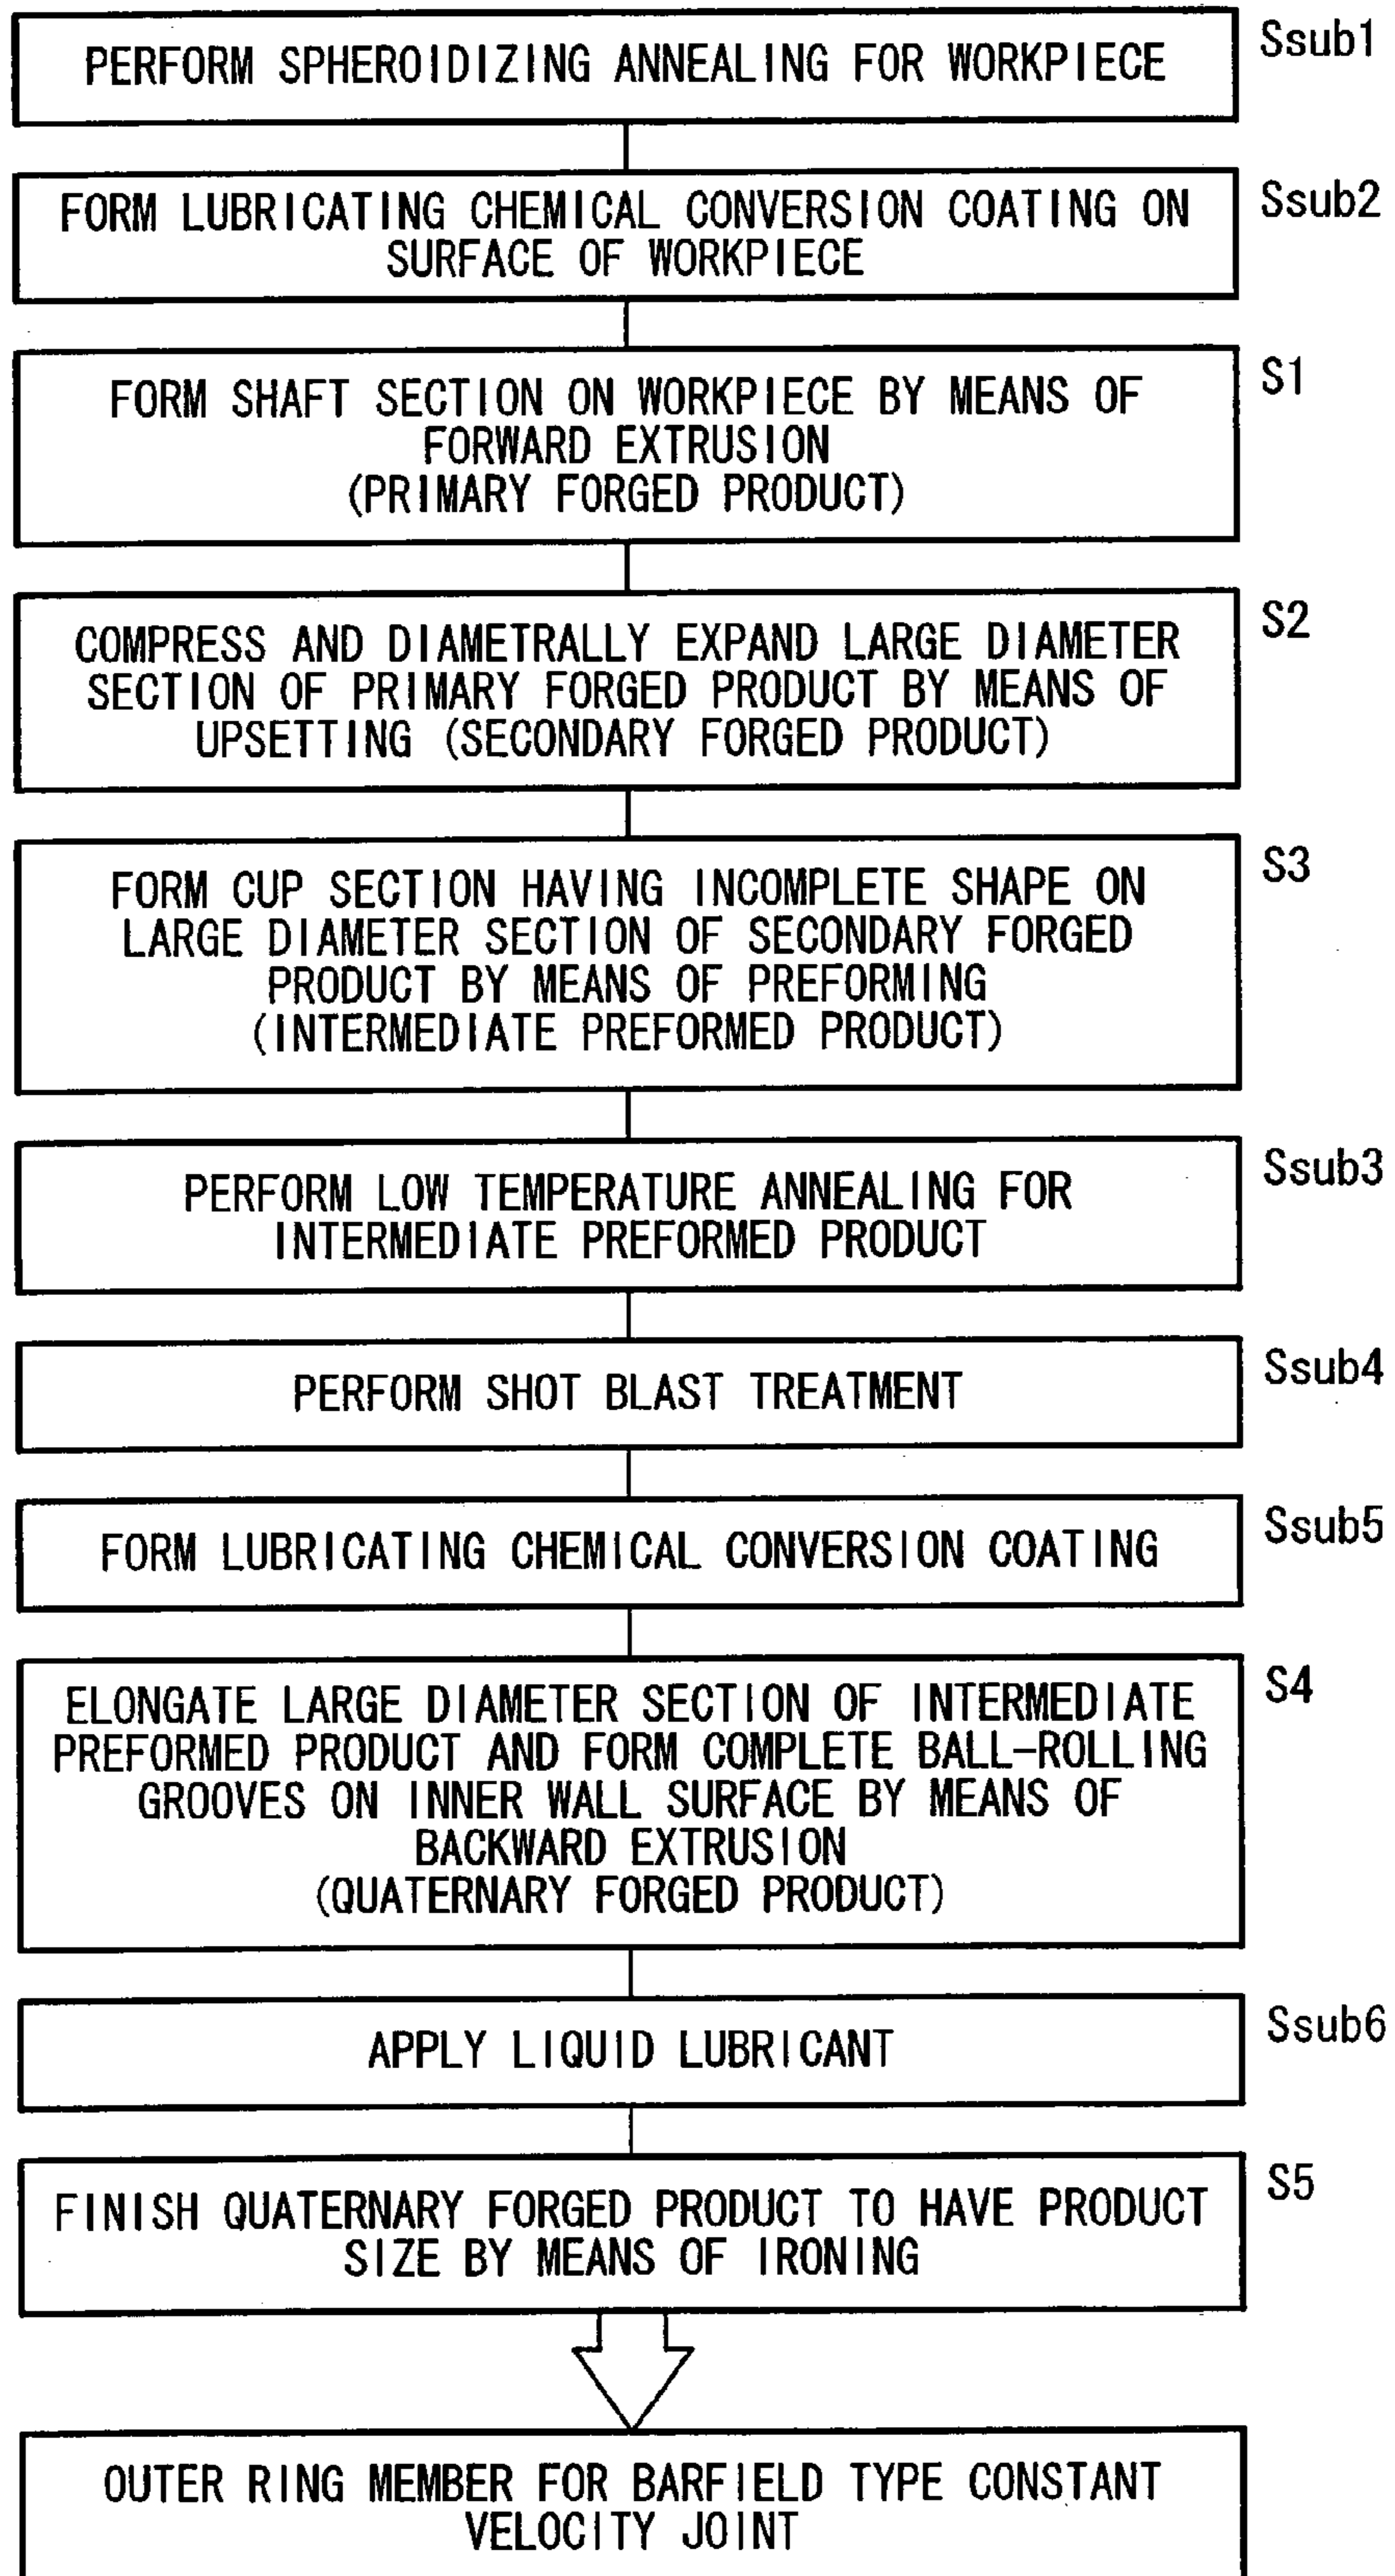 PERFORM SPHEROIDIZING ANNEALING FOR WORKPIECE
Ssub1
FORM LUBRICATING CHEMICAL CONVERSION COATING ON
SURFACE OF WORKPIECE
Ssub2
FORM SHAFT SECTION ON WORKPIECE BY MEANS OF
FORWARD EXTRUSION
(PRIMARY FORGED PRODUCT)
S1
COMPRESS AND DIAMETRALLY EXPAND LARGE DIAMETER
SECTION OF PRIMARY FORGED PRODUCT BY MEANS OF
UPSETTING (SECONDARY FORGED PRODUCT)
S2
FORM CUP SECTION HAVING INCOMPLETE SHAPE ON
LARGE DIAMETER SECTION OF SECONDARY FORGED
PRODUCT BY MEANS OF PREFORMING
(INTERMEDIATE PREFORMED PRODUCT)
S3
PERFORM LOW TEMPERATURE ANNEALING FOR
INTERMEDIATE PREFORMED PRODUCT
Ssub3
PERFORM SHOT BLAST TREATMENT
Ssub4
FORM LUBRICATING CHEMICAL CONVERSION COATING
Ssub5
ELONGATE LARGE DIAMETER SECTION OF INTERMEDIATE
PREFORMED PRODUCT AND FORM COMPLETE BALL-ROLLING
GROOVES ON INNER WALL SURFACE BY MEANS OF
BACKWARD EXTRUSION
(QUATERNARY FORGED PRODUCT)
S4
APPLY LIQUID LUBRICANT
Ssub6
FINISH QUATERNARY FORGED PRODUCT TO HAVE PRODUCT
SIZE BY MEANS OF IRONING
S5
OUTER RING MEMBER FOR BARFIELD TYPE CONSTANT
VELOCITY JOINT